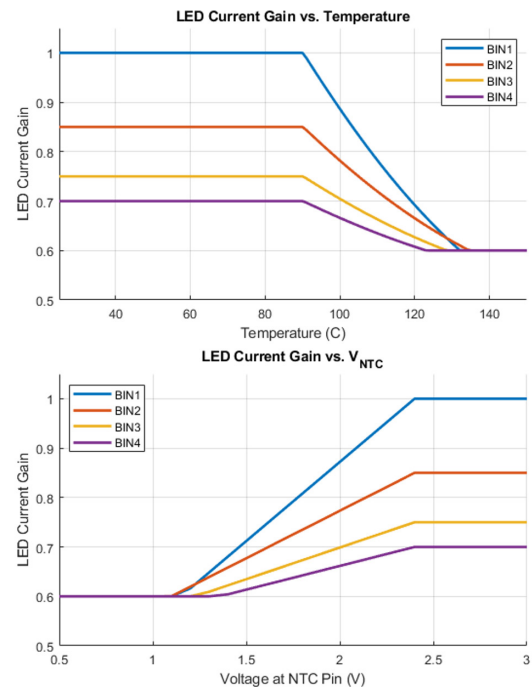 LED Current Gain vs. Temperature
1
0.9
0.8
0.7
0.6
0.5
LED Current Gain
BIN1
BIN2
BIN3
BIN4
40 60 80 100 120 140
Temperature (C)
LED Current Gain vs. VNTC
1
0.9
0.8
0.7
0.6
0.5
LED Current Gain
BIN1
BIN2
BIN3
BIN4
0.5 1 1.5 2 2.5 3
Voltage at NTC Pin (V)